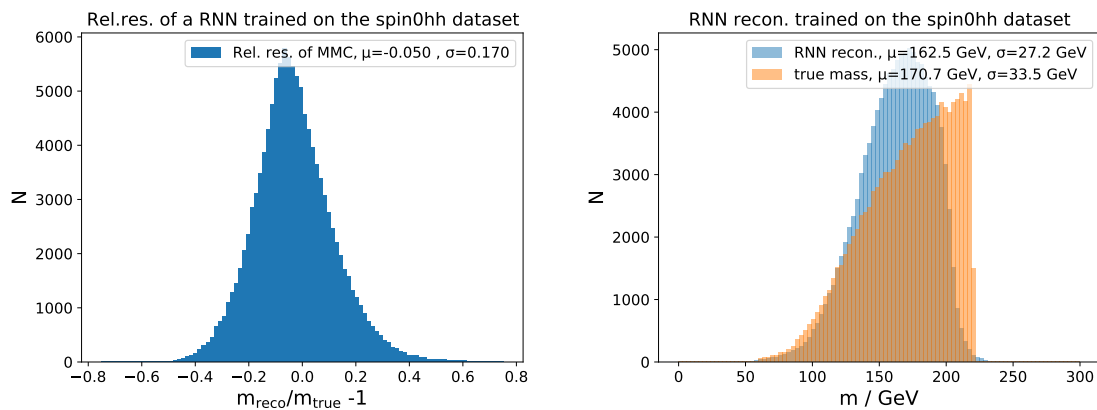 Rel.res. of a RNN trained on the spin0hh dataset
Rel. res. of MMC, μ=-0.050 , σ=0.170
6000
5000
4000
3000
2000
1000
0
N
−0.8 −0.6 −0.4 −0.2 0.0 0.2 0.4 0.6 0.8
m_reco/m_true -1
RNN recon. trained on the spin0hh dataset
RNN recon., μ=162.5 GeV, σ=27.2 GeV
true mass, μ=170.7 GeV, σ=33.5 GeV
5000
4000
3000
2000
1000
0
N
0 50 100 150 200 250 300
m / GeV